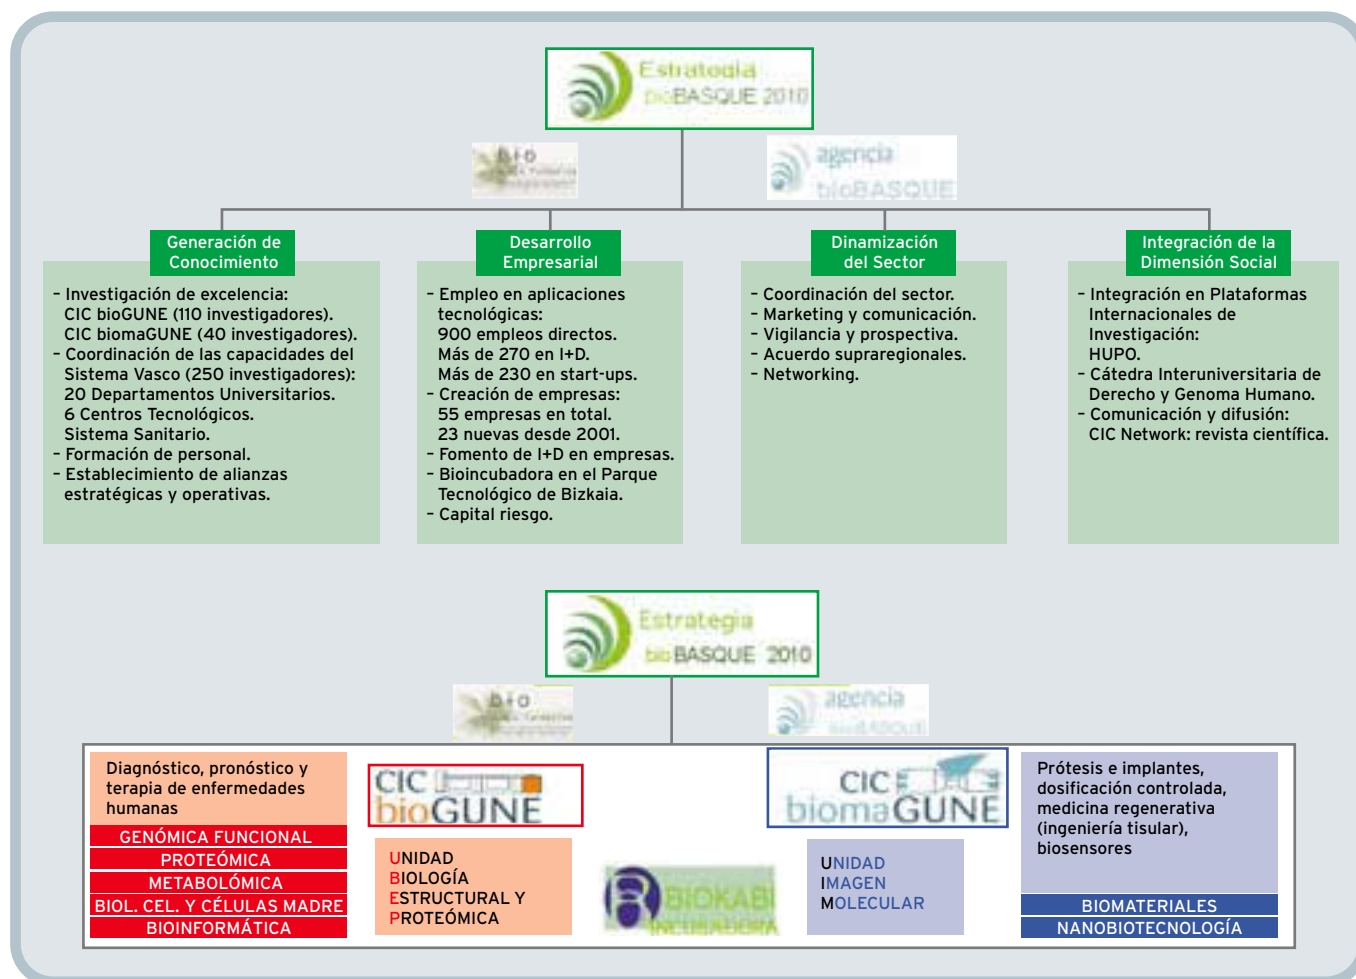 Estrategia
bioBASQUE 2010
bio
agencia
bioBASQUE
Generación de
Conocimiento
– Investigación de excelencia:
CIC bioGUNE (110 investigadores).
CIC biomaGUNE (40 investigadores).
– Coordinación de las capacidades del
Sistema Vasco (250 investigadores):
20 Departamentos Universitarios.
6 Centros Tecnológicos.
Sistema Sanitario.
– Formación de personal.
– Establecimiento de alianzas
estratégicas y operativas.
Desarrollo
Empresarial
– Empleo en aplicaciones
tecnológicas:
900 empleos directos.
Más de 270 en I+D.
Más de 230 en start-ups.
– Creación de empresas:
55 empresas en total.
23 nuevas desde 2001.
– Fomento de I+D en empresas.
– Bioincubadora en el Parque
Tecnológico de Bizkaia.
– Capital riesgo.
Dinamización
del Sector
– Coordinación del sector.
– Marketing y comunicación.
– Vigilancia y prospectiva.
– Acuerdo supraregionales.
– Networking.
Integración de la
Dimensión Social
– Integración en Plataformas
Internacionales de
Investigación:
HUPO.
– Cátedra Interuniversitaria de
Derecho y Genoma Humano.
– Comunicación y difusión:
CIC Network: revista científica.
Estrategia
bioBASQUE 2010
bio
agencia
bioBASQUE
Diagnóstico, pronóstico y
terapia de enfermedades
humanas
GENÓMICA FUNCIONAL
PROTEÓMICA
METABOLÓMICA
BIOL. CEL. Y CÉLULAS MADRE
BIOINFORMÁTICA
CIC
bioGUNE
UNIDAD
BIOLOGÍA
ESTRUCTURAL Y
PROTEÓMICA
BIOKABI
INCUBADORA
CIC
biomaGUNE
UNIDAD
IMAGEN
MOLECULAR
Prótesis e implantes,
dosificación controlada,
medicina regenerativa
(ingeniería tisular),
biosensores
BIOMATERIALES
NANOBIOTECNOLOGÍA